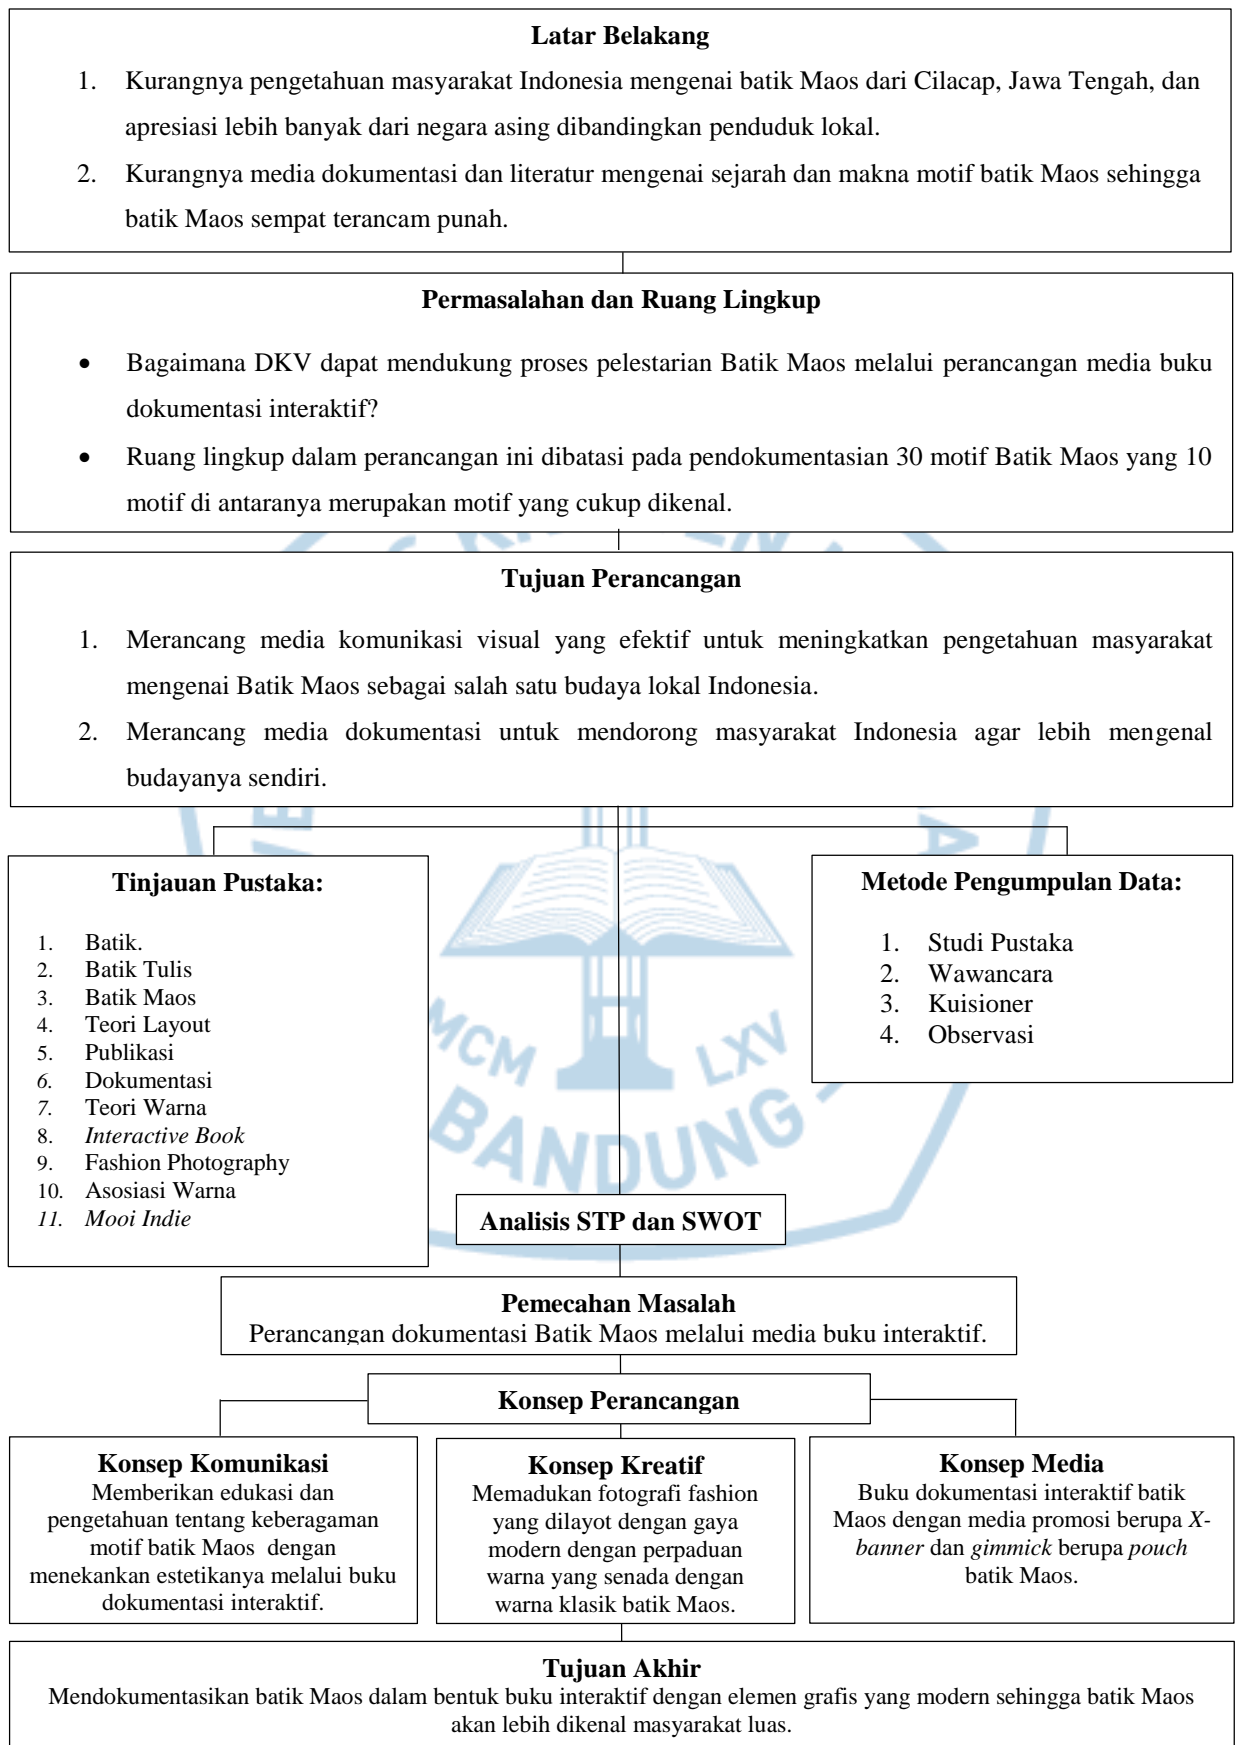 Latar Belakang
1. Kurangnya pengetahuan masyarakat Indonesia mengenai batik Maos dari Cilacap, Jawa Tengah, dan
apresiasi lebih banyak dari negara asing dibandingkan penduduk lokal.
2. Kurangnya media dokumentasi dan literatur mengenai sejarah dan makna motif batik Maos sehingga
batik Maos sempat terancam punah.
Permasalahan dan Ruang Lingkup
• Bagaimana DKV dapat mendukung proses pelestarian Batik Maos melalui perancangan media buku
dokumentasi interaktif?
• Ruang lingkup dalam perancangan ini dibatasi pada pendokumentasian 30 motif Batik Maos yang 10
motif di antaranya merupakan motif yang cukup dikenal.
Tujuan Perancangan
1. Merancang media komunikasi visual yang efektif untuk meningkatkan pengetahuan masyarakat
mengenai Batik Maos sebagai salah satu budaya lokal Indonesia.
2. Merancang media dokumentasi untuk mendorong masyarakat Indonesia agar lebih mengenal
budayanya sendiri.
Tinjauan Pustaka:
1. Batik.
2. Batik Tulis
3. Batik Maos
4. Teori Layout
5. Publikasi
6. Dokumentasi
7. Teori Warna
8. Interactive Book
9. Fashion Photography
10. Asosiasi Warna
11. Mooi Indie
Metode Pengumpulan Data:
1. Studi Pustaka
2. Wawancara
3. Kuisioner
4. Observasi
MCM LXV
BANDUNG
Analisis STP dan SWOT
Pemecahan Masalah
Perancangan dokumentasi Batik Maos melalui media buku interaktif.
Konsep Perancangan
Konsep Komunikasi
Memberikan edukasi dan
pengetahuan tentang keberagaman
motif batik Maos dengan
menekankan estetikanya melalui buku
dokumentasi interaktif.
Konsep Kreatif
Memadukan fotografi fashion
yang dilayot dengan gaya
modern dengan perpaduan
warna yang senada dengan
warna klasik batik Maos.
Konsep Media
Buku dokumentasi interaktif batik
Maos dengan media promosi berupa X-
banner dan gimmick berupa pouch
batik Maos.
Tujuan Akhir
Mendokumentasikan batik Maos dalam bentuk buku interaktif dengan elemen grafis yang modern sehingga batik Maos
akan lebih dikenal masyarakat luas.